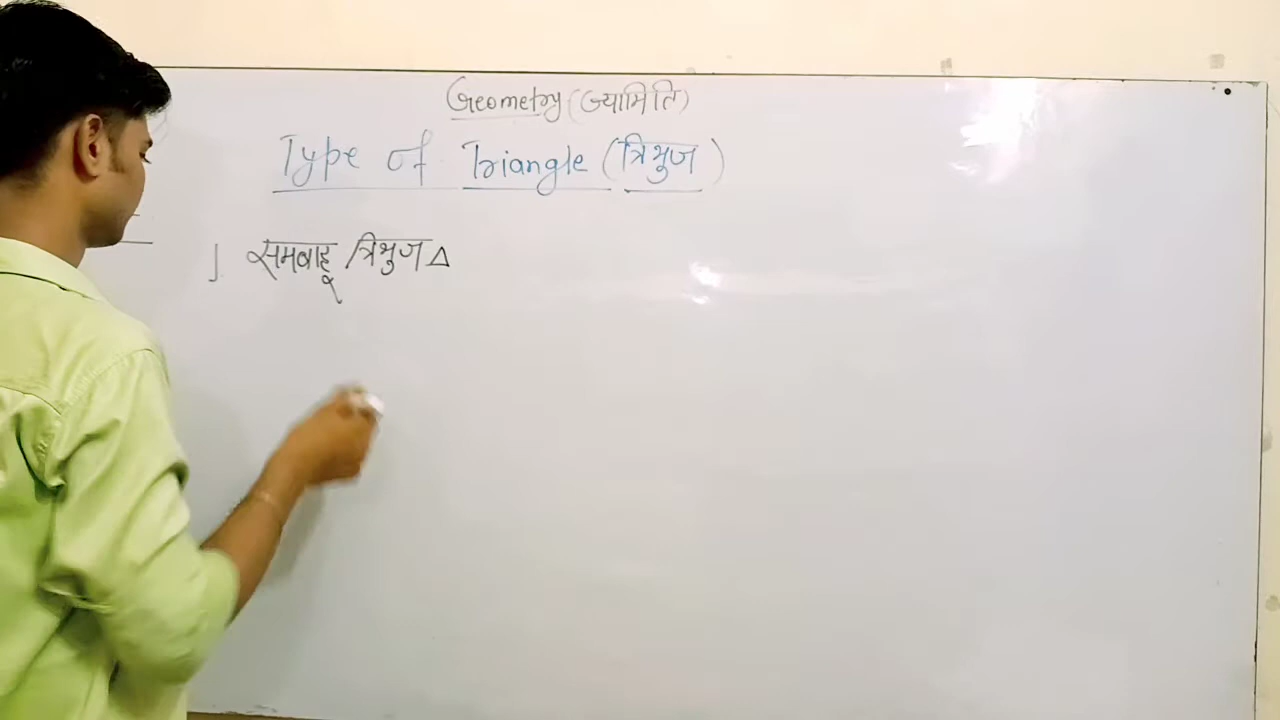 Geometry (ज्यामिति)
Type of Triangle (त्रिभुज)
1. समबाहू त्रिभुज Δ